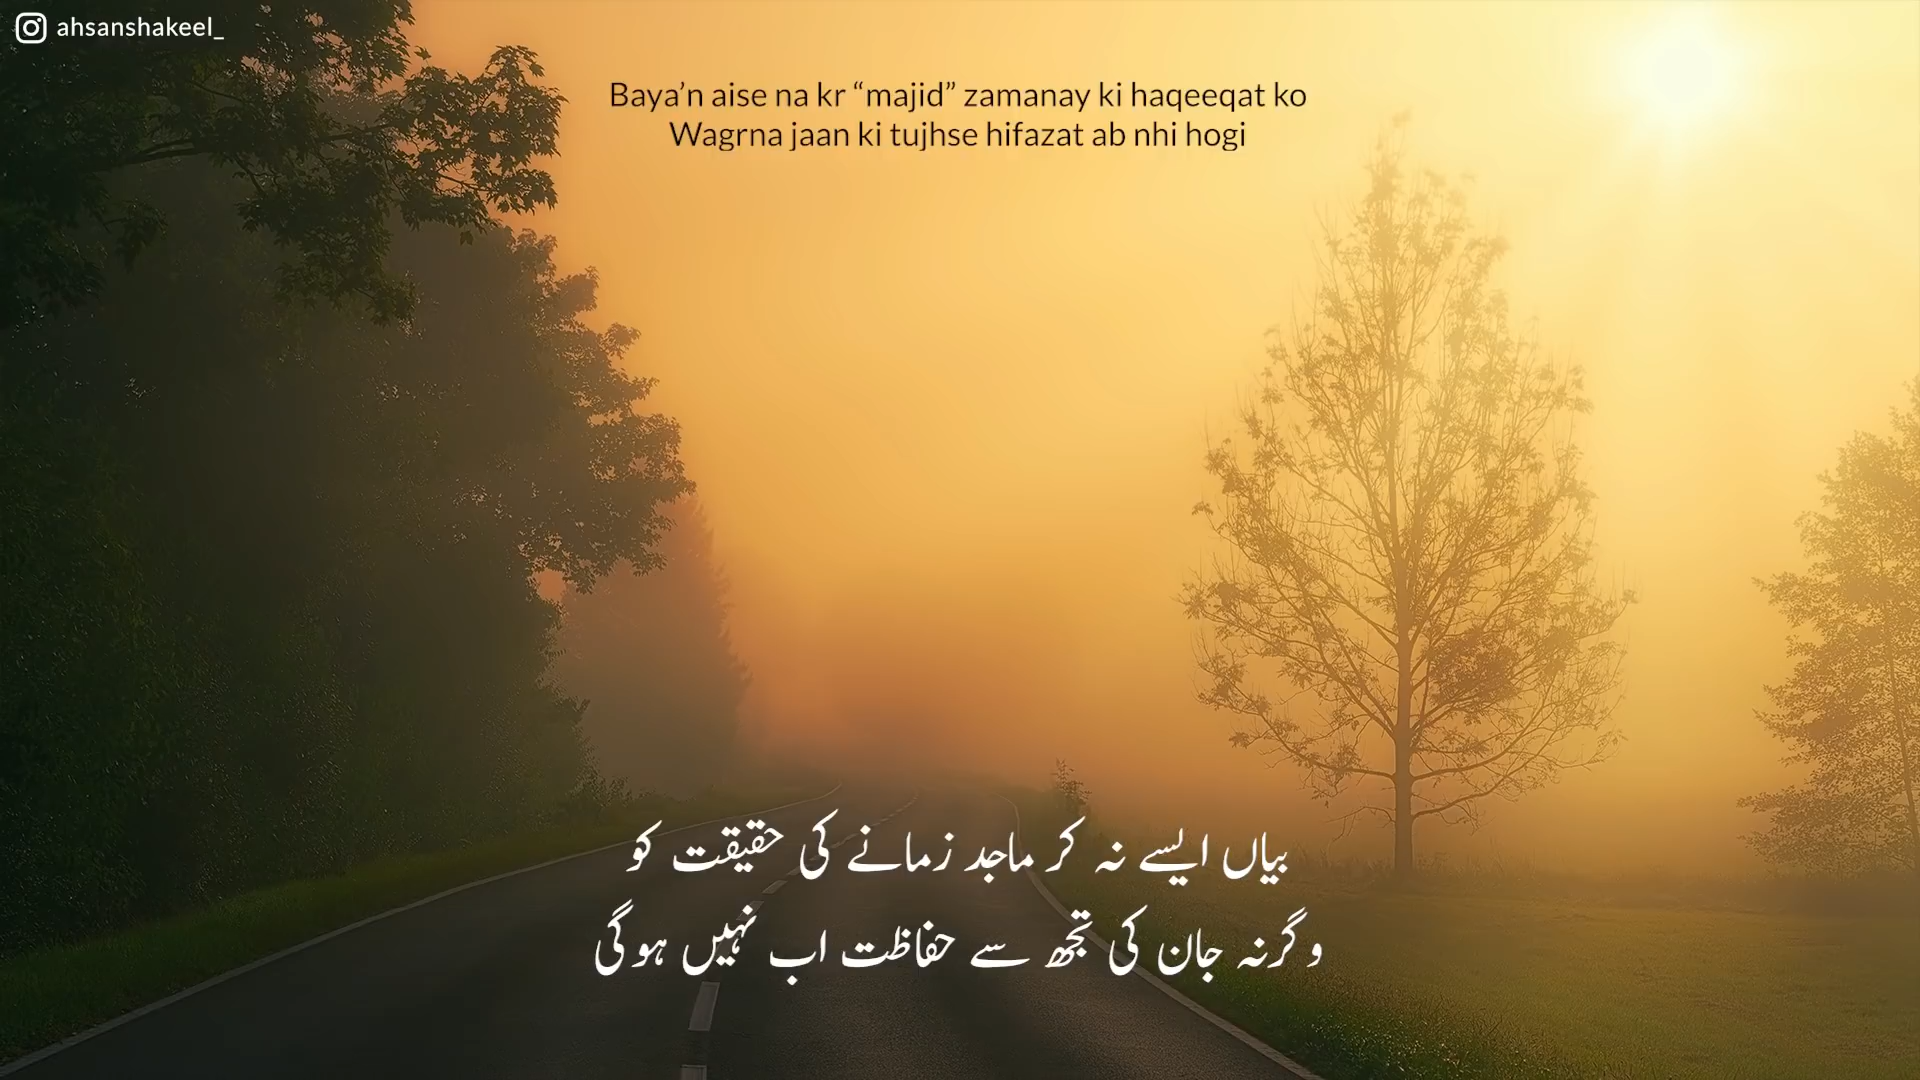 ahsanshakeel_
Baya’n aise na kr “majid” zamanay ki haqeeqat ko
Wagrna jaan ki tujhse hifazat ab nhi hogi
بیاں ایسے نہ کر ماجد زمانے کی حقیقت کو
وگرنہ جان کی تجھ سے حفاظت اب نہیں ہوگی